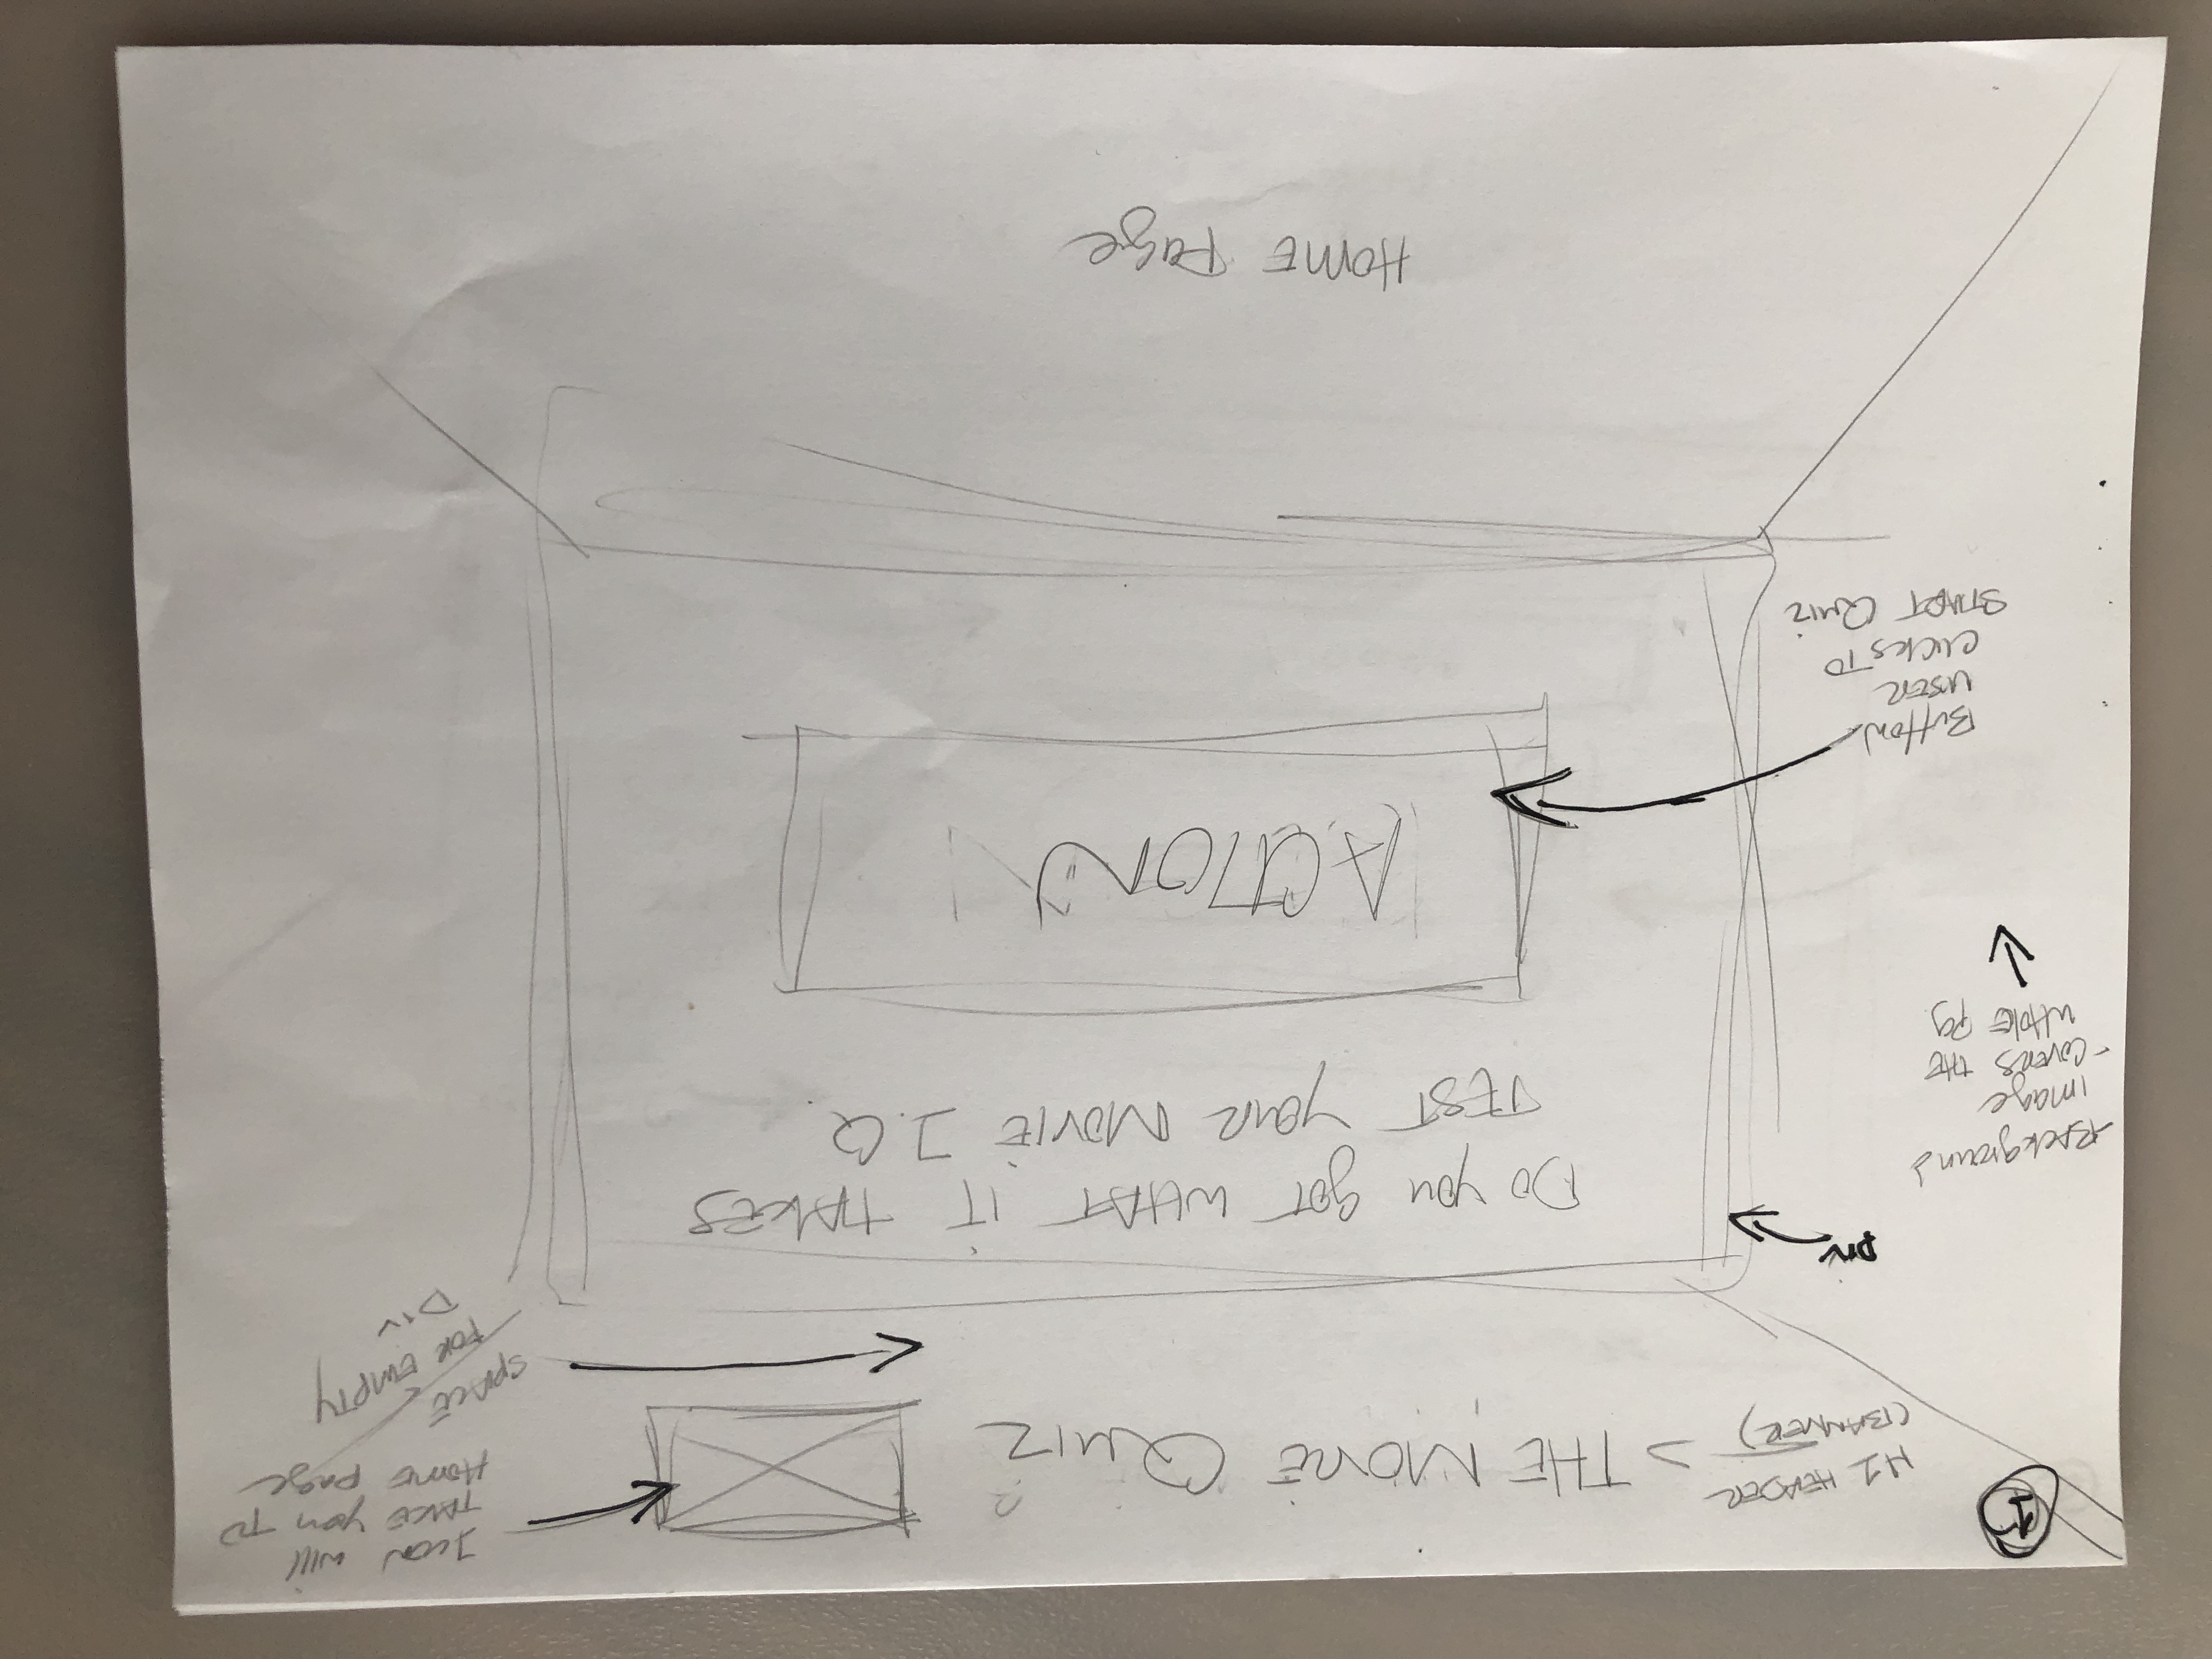 1
H1 HEADER
(BANNER)
> THE MOVIE QUIZ
ICON will
TAKE you TO
HOME page
SPACE
FOR EMPTY
DIV
DIV
DO you got WHAT IT TAKES
TEST your MOVIE I.Q.
ACTION
BACKground
image
- COVERS THE
WHOLE pg.
BUTTON
USER
CLICKS TO
START QUIZ
HOME Page